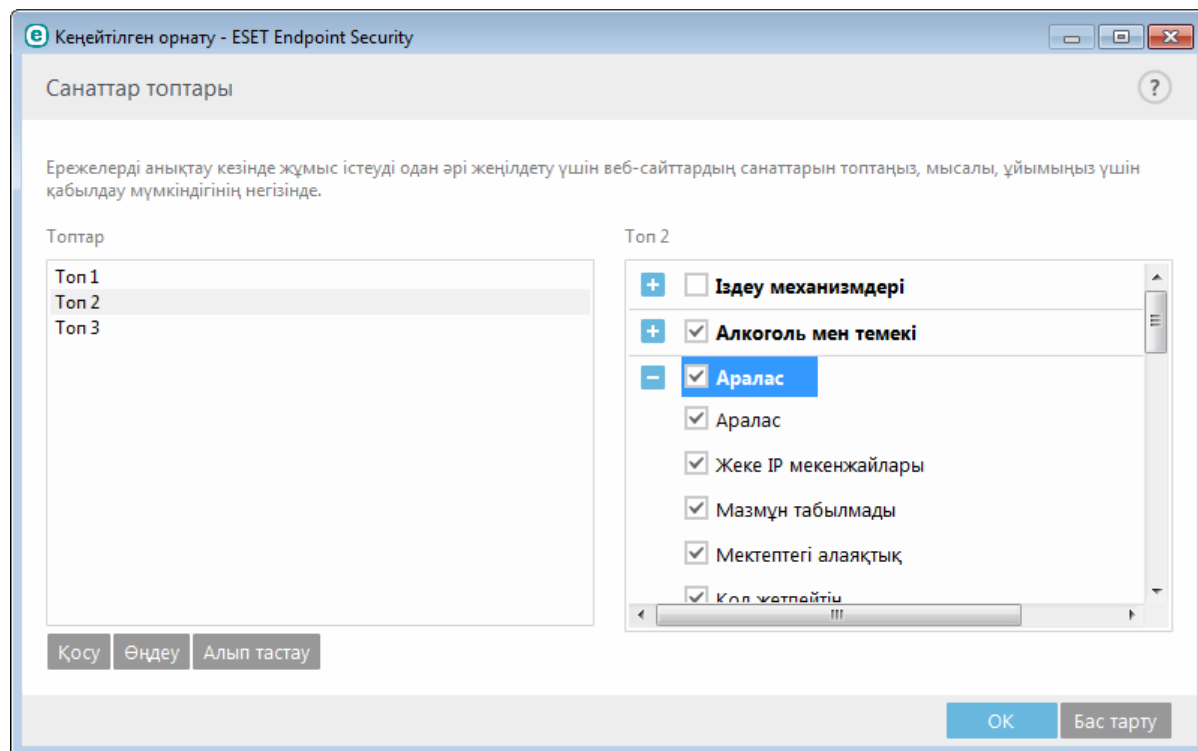 Кеңейтілген орнату - ESET Endpoint Security
Санаттар топтары
?
Ережелерді анықтау кезінде жұмыс істеуді одан әрі жеңілдету үшін веб-сайттардың санаттарын топтаңыз, мысалы, ұйымыңыз үшін
қабылдау мүмкіндігінің негізінде.
Топтар
Топ 2
Топ 1
Топ 2
Топ 3
Іздеу механизмдері
Алкоголь мен темекі
Аралас
Аралас
Жеке IP мекенжайлары
Мазмұн табылмады
Мектептегі алаяқтық
Қол жетпейтін
Қосу
Өңдеу
Алып тастау
OK
Бас тарту